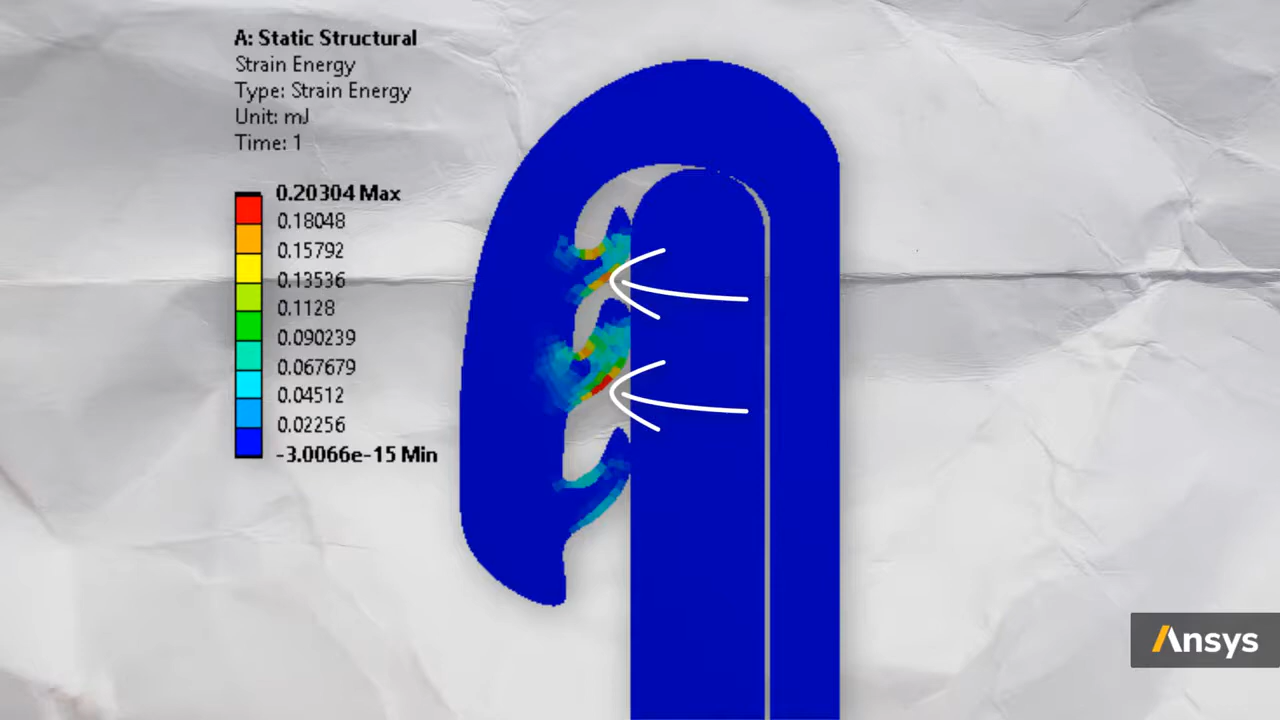 A: Static Structural
Strain Energy
Type: Strain Energy
Unit: mJ
Time: 1
0.20304 Max
0.18048
0.15792
0.13536
0.1128
0.090239
0.067679
0.04512
0.02256
-3.0066e-15 Min
Ansys